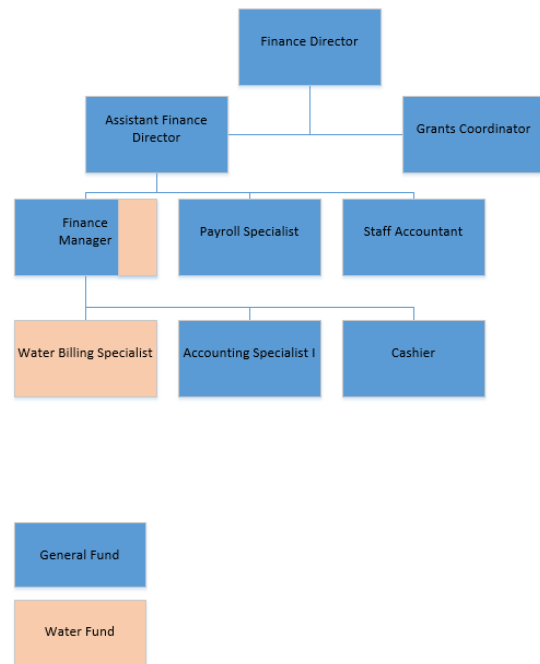 Finance Director
Assistant Finance
Director
Grants Coordinator
Finance
Manager
Payroll Specialist
Staff Accountant
Water Billing Specialist
Accounting Specialist I
Cashier
General Fund
Water Fund